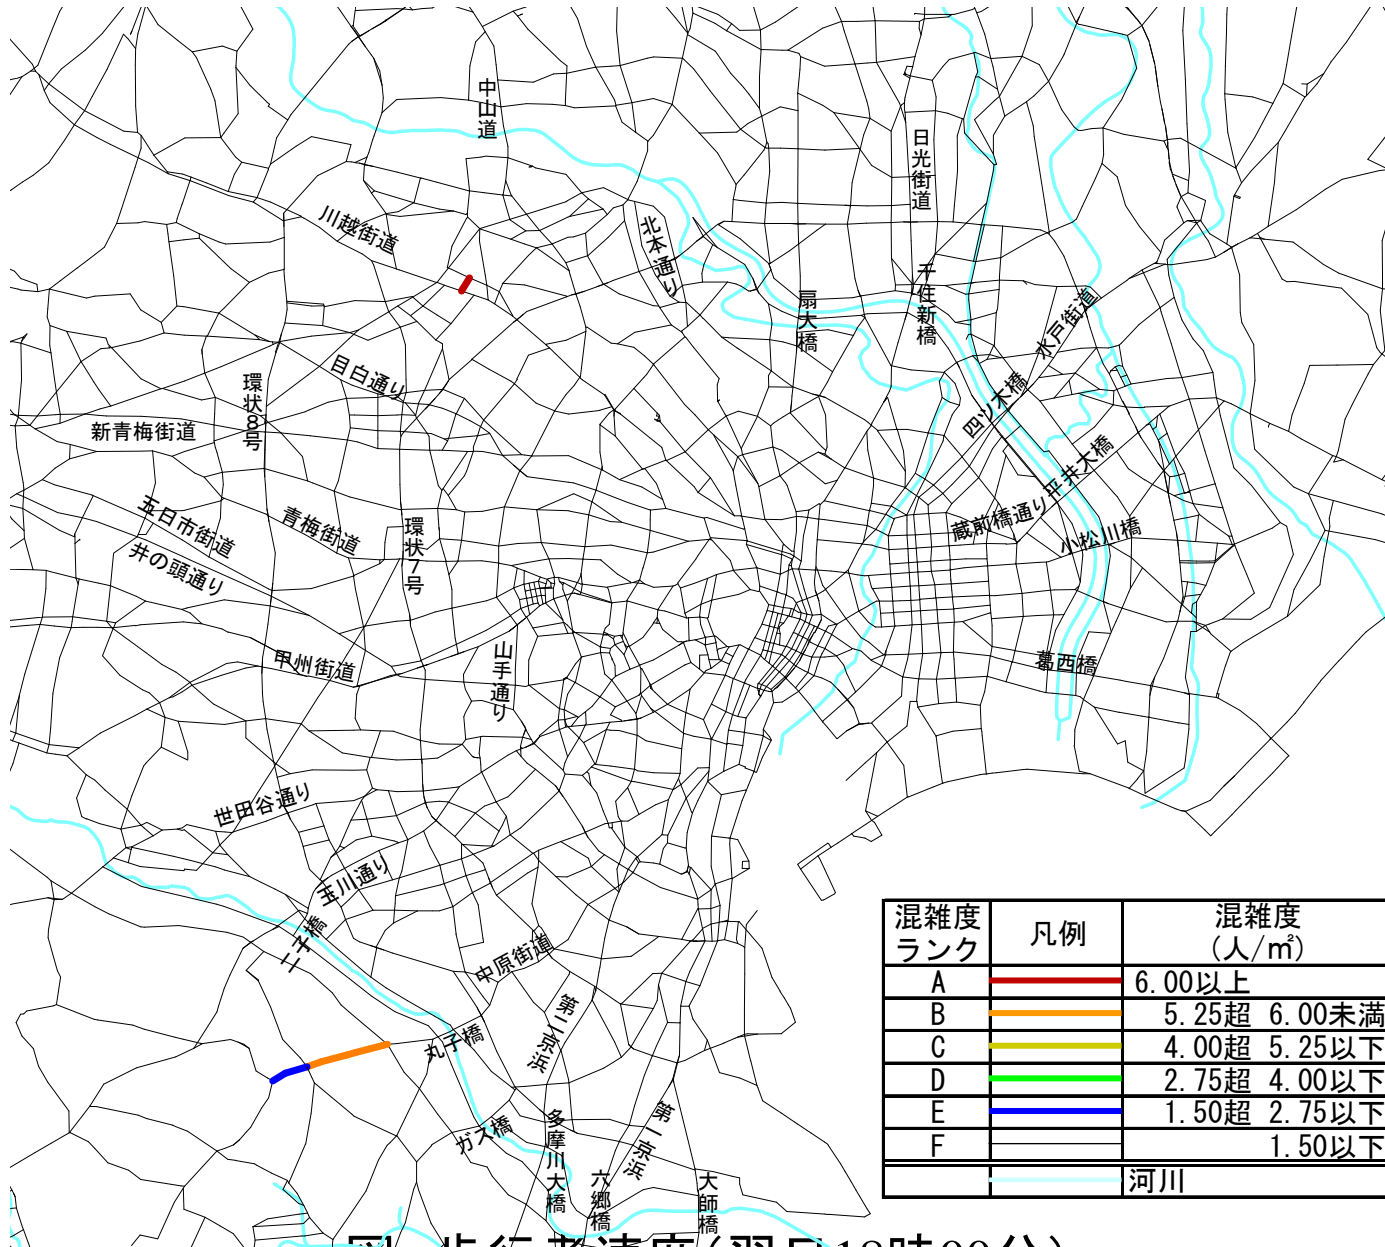 中山道
日光街道
川越街道
北本通り
千住新橋
扇大橋
水戸街道
目白通り
環状8号
四ツ木橋
新青梅街道
平井大橋
五日市街道
青梅街道
環状7号
蔵前橋通り
小松川橋
井の頭通り
甲州街道
山手通り
葛西橋
世田谷通り
玉川通り
二子橋
中原街道
第二京浜
丸子橋
ガス橋
多摩川大橋
第一京浜
六郷橋
大師橋
混雑度ランク 凡例 混雑度(人/㎡)
A 6.00以上
B 5.25超 6.00未満
C 4.00超 5.25以下
D 2.75超 4.00以下
E 1.50超 2.75以下
F 1.50以下
河川